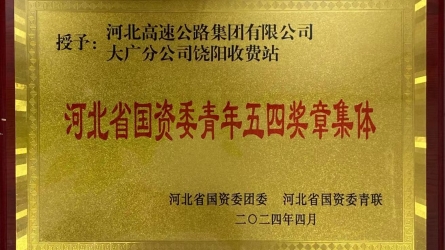 授予：河北高速公路集团有限公司
大广分公司饶阳收费站
河北省国资委青年五四奖章集体
河北省国资委团委 河北省国资委青联
二〇二四年四月